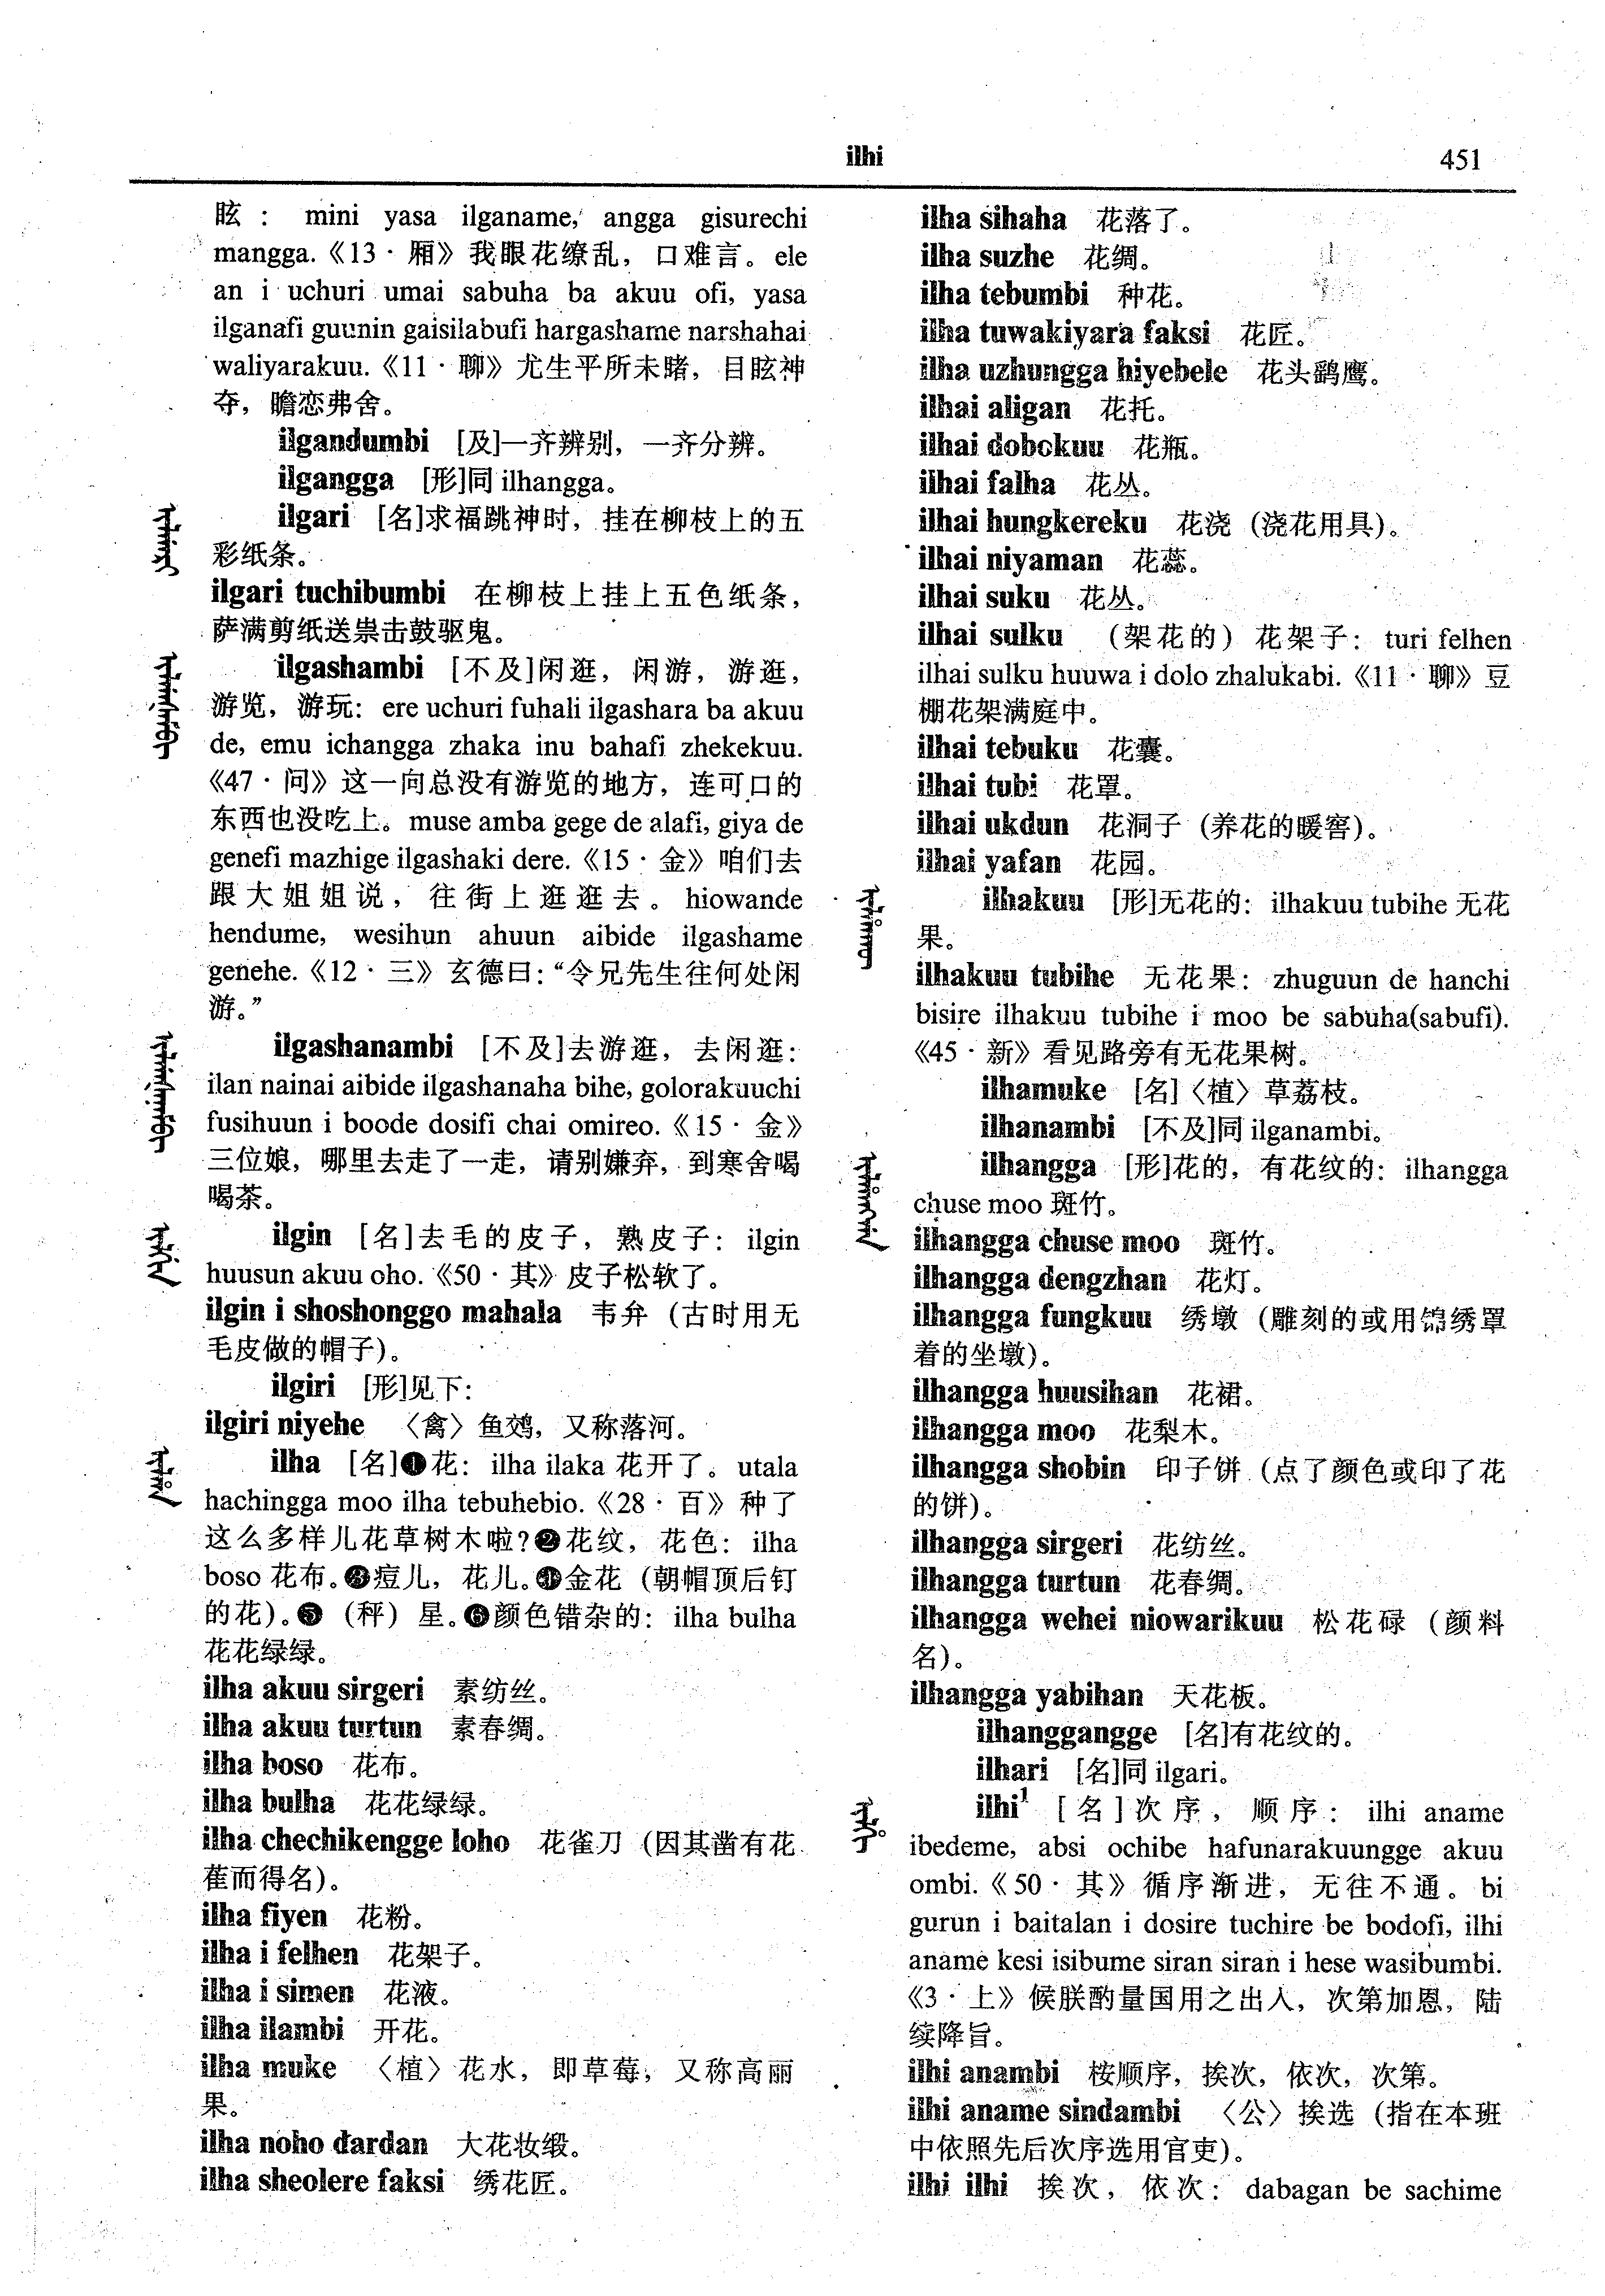 ilhi
451
眩： mini yasa ilganame, angga gisurechi
mangga.《13·厢》我眼花缭乱，口难言。ele
an i uchuri umai sabuha ba akuu ofi, yasa
ilganafi guunin gaisilabufi hargashame narshahai
waliyarakuu.《11·聊》尤生平所未睹，目眩神
夺，瞻恋弗舍。
ilgandumbi [及]一齐辨别，一齐分辨。
ilgangga [形]同 ilhangga。
ilgari [名]求福跳神时，挂在柳枝上的五
彩纸条。
ilgari tuchibumbi 在柳枝上挂上五色纸条，
萨满剪纸送祟击鼓驱鬼。
ilgashambi [不及]闲逛，闲游，游逛，
游览，游玩：ere uchuri fuhali ilgashara ba akuu
de, emu ichangga zhaka inu bahafi zhekekuu.
《47·问》这一向总没有游览的地方，连可口的
东西也没吃上。muse amba gege de alafi, giya de
genefi mazhige ilgashaki dere.《15·金》咱们去
跟大姐姐说，往街上逛逛去。hiowande
hendume, wesihun ahuun aibide ilgashame
genehe.《12·三》玄德曰：“令兄先生往何处闲
游。”
ilgashanambi [不及]去游逛，去闲逛：
ilan nainai aibide ilgashanaha bihe, golorakuuchi
fusihuun i boode dosifi chai omireo.《15·金》
三位娘，哪里去走了一走，请别嫌弃，到寒舍喝
喝茶。
ilgin [名]去毛的皮子，熟皮子：ilgin
huusun akuu oho.《50·其》皮子松软了。
ilgin i shoshonggo mahala 韦弁（古时用无
毛皮做的帽子）。
ilgiri [形]见下：
ilgiri niyehe 〈禽〉鱼䴔，又称落河。
ilha [名]❶花：ilha ilaka 花开了。utala
hachingga moo ilha tebuhebio.《28·百》种了
这么多样儿花草树木啦?❷花纹，花色：ilha
boso 花布。❸痘儿，花儿。❹金花（朝帽顶后钉
的花）。❺（秤）星。❻颜色错杂的：ilha bulha
花花绿绿。
ilha akuu sirgeri 素纺丝。
ilha akuu turtun 素春绸。
ilha boso 花布。
ilha bulha 花花绿绿。
ilha chechikengge loho 花雀刀（因其凿有花
萑而得名）。
ilha fiyen 花粉。
ilha i felhen 花架子。
ilha i simen 花液。
ilha ilambi 开花。
ilha muke 〈植〉花水，即草莓，又称高丽
果。
ilha noho dardan 大花妆缎。
ilha sheolere faksi 绣花匠。
ilha sihaha 花落了。
ilha suzhe 花绸。
ilha tebumbi 种花。
ilha tuwakiyara faksi 花匠。
ilha uzhungga hiyebele 花头鹞鹰。
ilhai aligan 花托。
ilhai dobokuu 花瓶。
ilhai falha 花丛。
ilhai hungkereku 花浇（浇花用具）。
ilhai niyaman 花蕊。
ilhai suku 花丛。
ilhai sulku （架花的）花架子：turi felhen
ilhai sulku huuwa i dolo zhalukabi.《11·聊》豆
棚花架满庭中。
ilhai tebuku 花囊。
ilhai tubi 花罩。
ilhai ukdun 花洞子（养花的暖窖）。
ilhai yafan 花园。
ilhakuu [形]无花的：ilhakuu tubihe 无花
果。
ilhakuu tubihe 无花果：zhuguun de hanchi
bisire ilhakuu tubihe i moo be sabuha(sabufi).
《45·新》看见路旁有无花果树。
ilhamuke [名]〈植〉草荔枝。
ilhanambi [不及]同 ilganambi。
ilhangga [形]花的，有花纹的：ilhangga
chuse moo 斑竹。
ilhangga chuse moo 斑竹。
ilhangga dengzhan 花灯。
ilhangga fungkuu 绣墩（雕刻的或用锦绣罩
着的坐墩）。
ilhangga huusihan 花裙。
ilhangga moo 花梨木。
ilhangga shobin 印子饼（点了颜色或印了花
的饼）。
ilhangga sirgeri 花纺丝。
ilhangga turtun 花春绸。
ilhangga wehei niowarikuu 松花碌（颜料
名）。
ilhangga yabihan 天花板。
ilhanggangge [名]有花纹的。
ilhari [名]同 ilgari。
ilhi¹ [名]次序，顺序：ilhi aname
ibedeme, absi ochibe hafunarakuungge akuu
ombi.《50·其》循序渐进，无往不通。bi
gurun i baitalan i dosire tuchire be bodofi, ilhi
aname kesi isibume siran siran i hese wasibumbi.
《3·上》候朕酌量国用之出入，次第加恩，陆
续降旨。
ilhi anambi 桉顺序，挨次，依次，次第。
ilhi aname sindambi 〈公〉挨选（指在本班
中依照先后次序选用官吏）。
ilhi ilhi 挨次，依次：dabagan be sachime